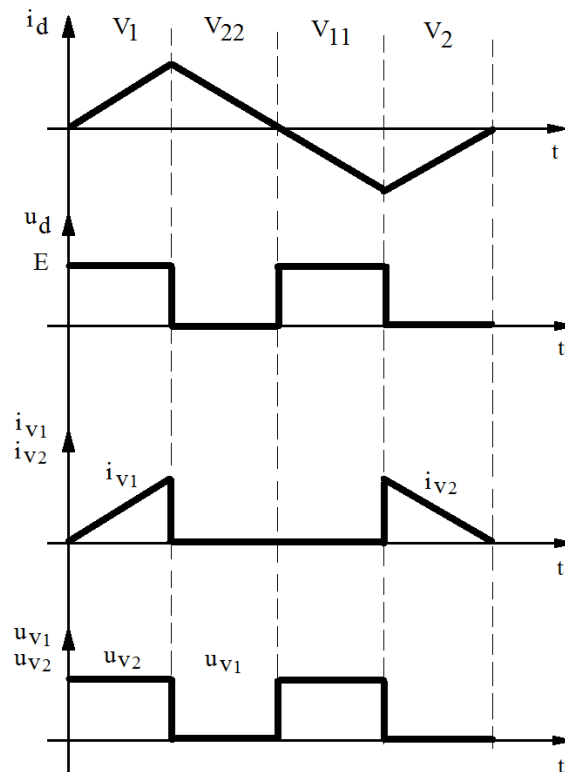 i_d V_1 V_22 V_11 V_2
t
u_d
E
t
i_v1
i_v2
i_v1 i_v2
t
u_v1
u_v2 u_v2 u_v1
t